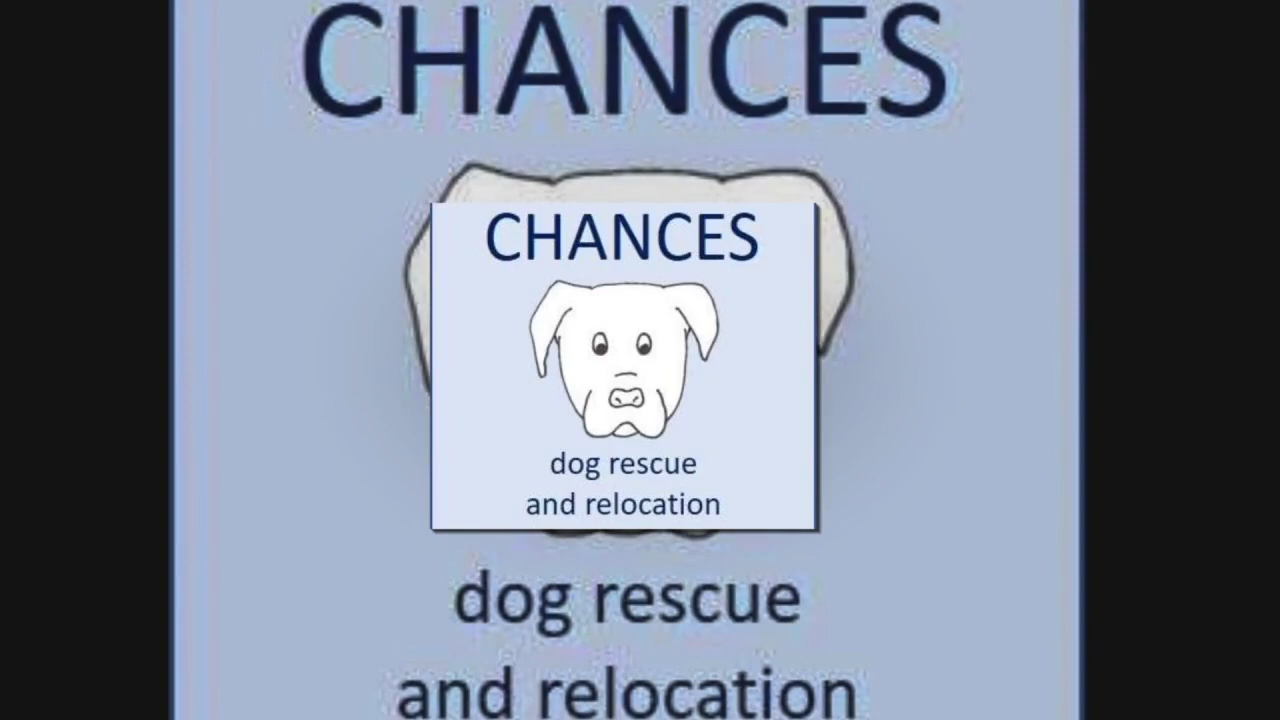 CHANCES
CHANCES
dog rescue
and relocation
dog rescue
and relocation